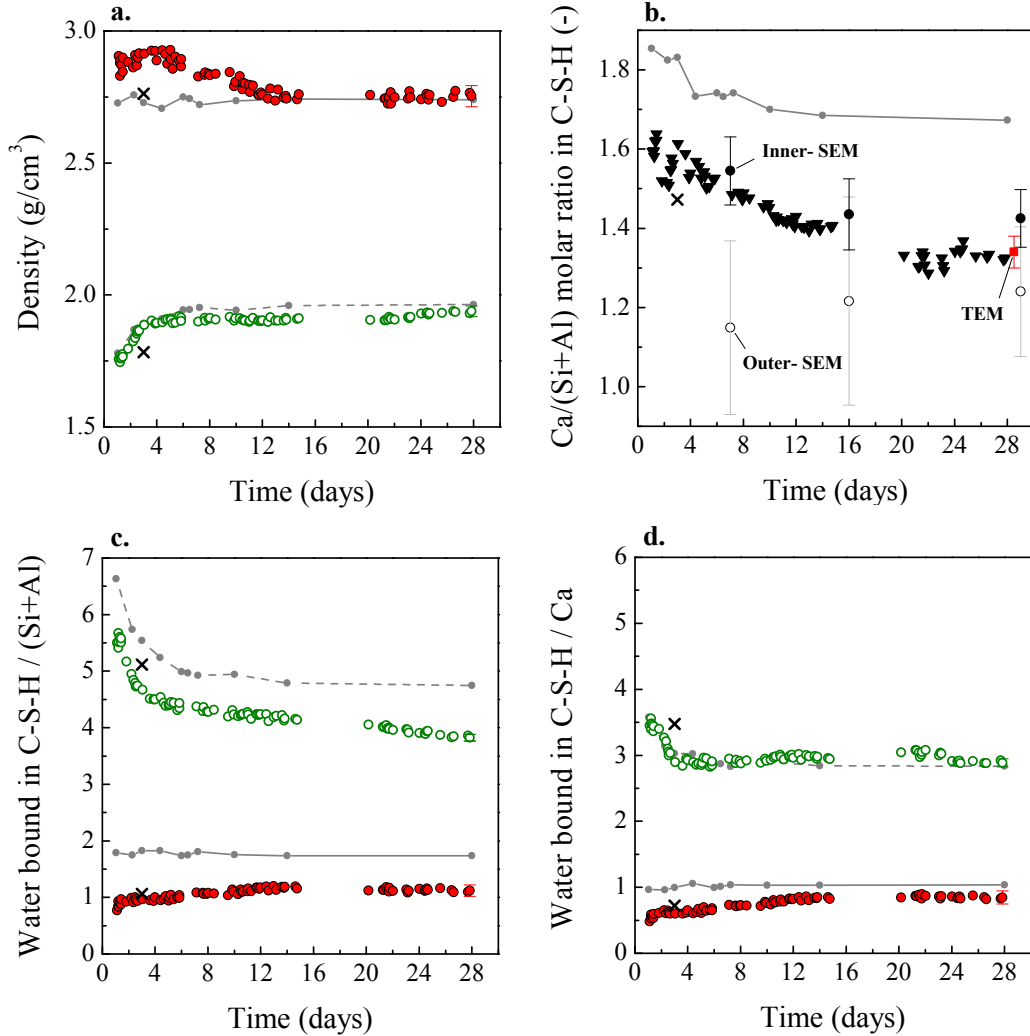 a.
3.0
2.5
2.0
1.5
Density (g/cm³)
0 4 8 12 16 20 24 28
Time (days)
b.
1.8
1.6
1.4
1.2
1.0
Ca/(Si+Al) molar ratio in C-S-H (-)
Inner- SEM
TEM
Outer- SEM
0 4 8 12 16 20 24 28
Time (days)
c.
7
6
5
4
3
2
1
0
Water bound in C-S-H / (Si+Al)
0 4 8 12 16 20 24 28
Time (days)
d.
6
5
4
3
2
1
0
Water bound in C-S-H / Ca
0 4 8 12 16 20 24 28
Time (days)